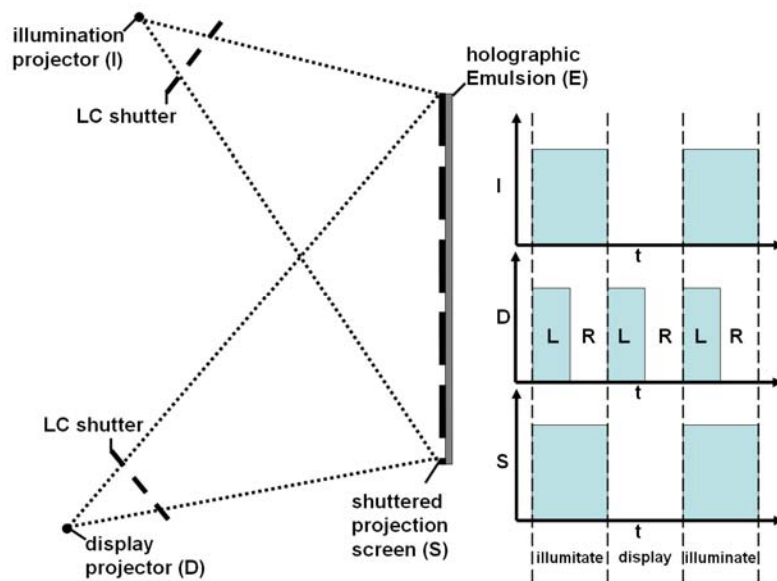 illumination
projector (I)
LC shutter
holographic
Emulsion (E)
I
t
D
L R L R L R
t
S
t
illumitate display illuminate
LC shutter
display
projector (D)
shuttered
projection
screen (S)